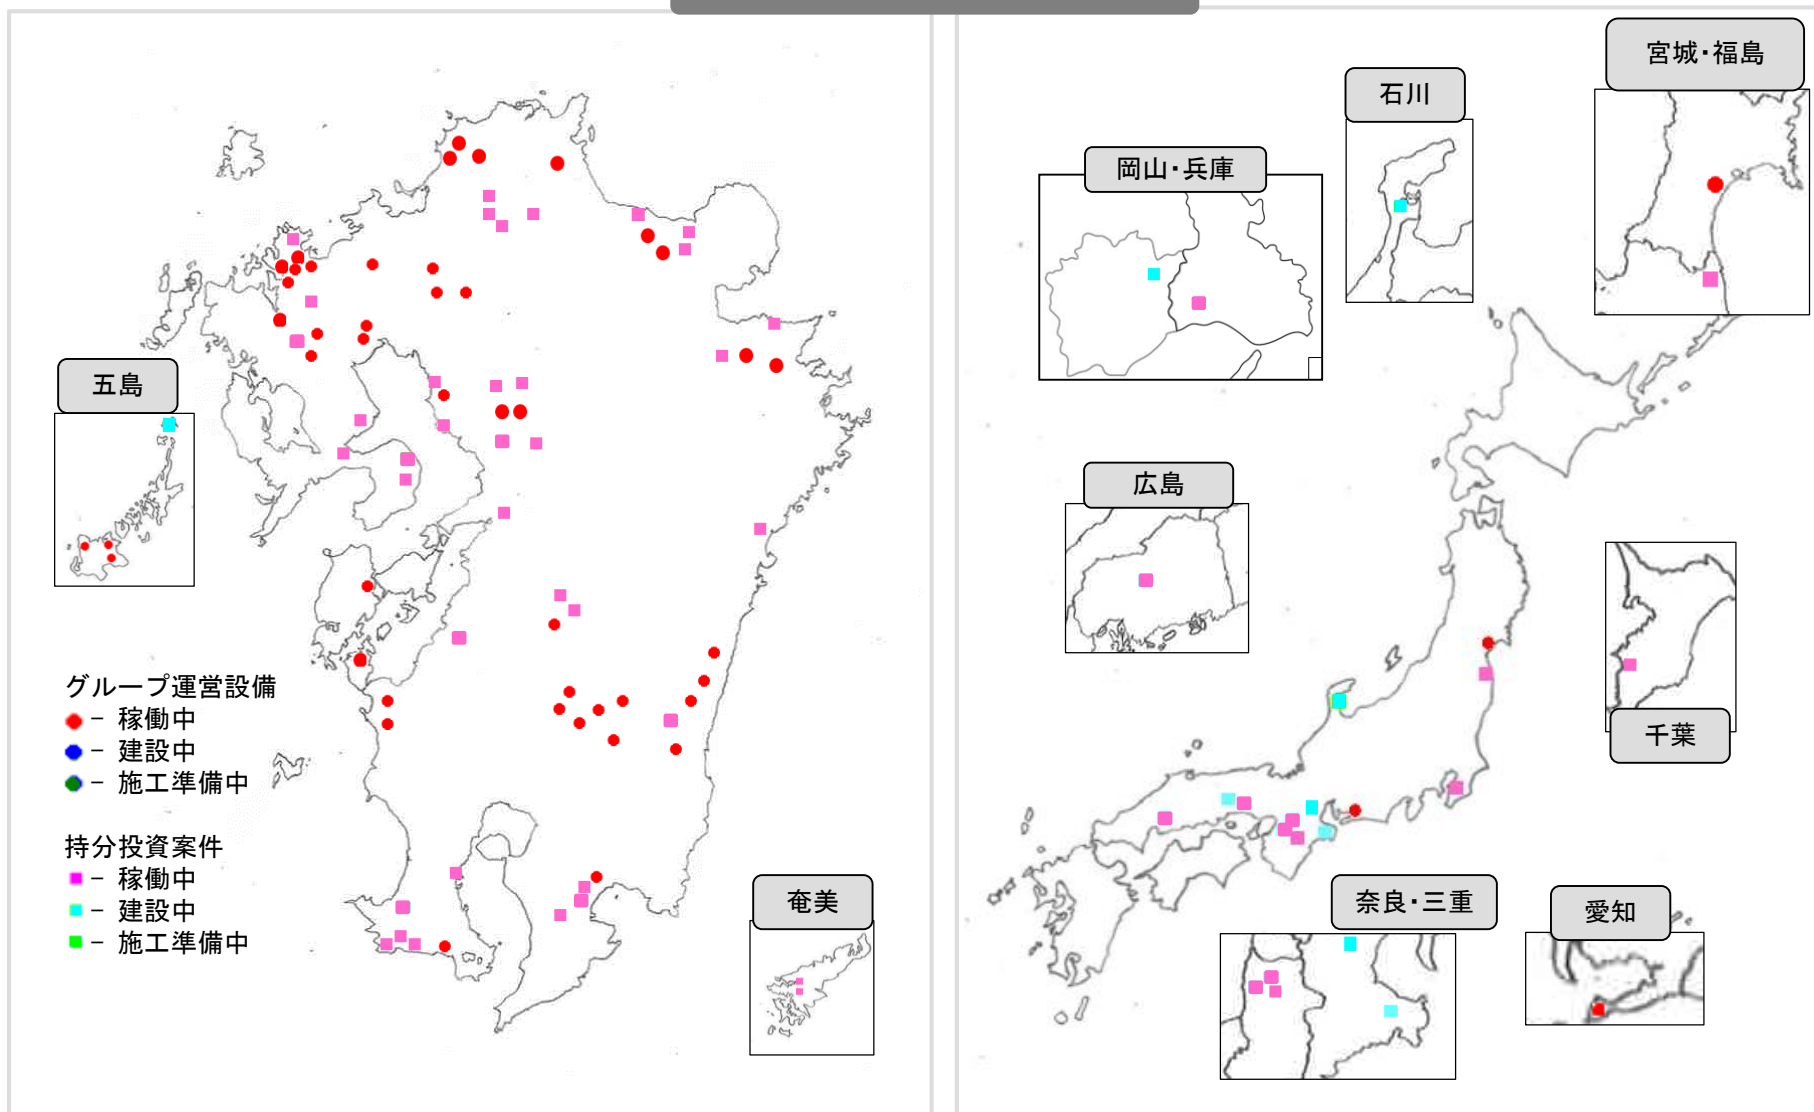 五島
グループ運営設備
– 稼働中
– 建設中
– 施工準備中
持分投資案件
– 稼働中
– 建設中
– 施工準備中
奄美
宮城・福島
石川
岡山・兵庫
広島
千葉
奈良・三重
愛知